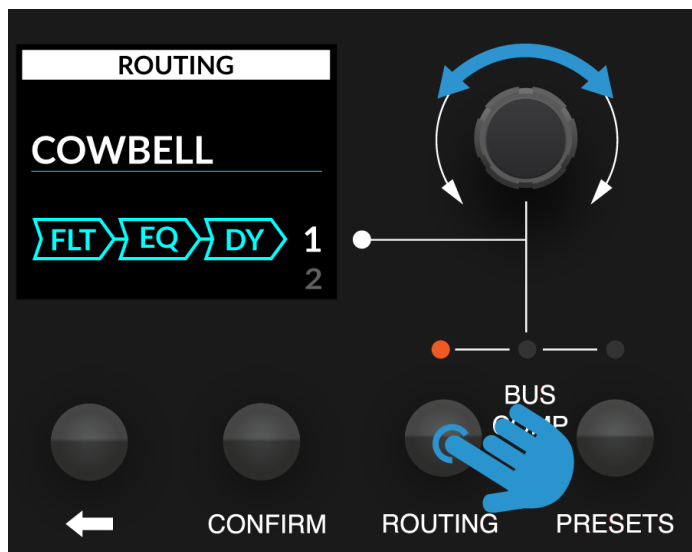 ROUTING
COWBELL
FLT EQ DY 1
2
BUS
CONFIRM
ROUTING
PRESETS